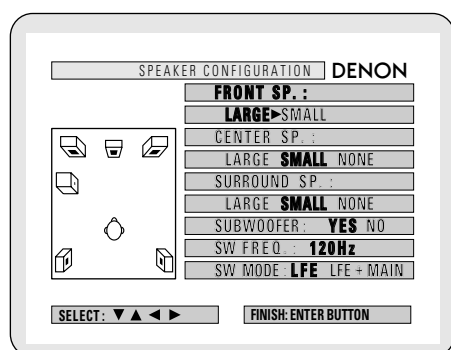 SPEAKER CONFIGURATION DENON
FRONT SP. :
LARGE►SMALL
CENTER SP. :
LARGE SMALL NONE
SURROUND SP. :
LARGE SMALL NONE
SUBWOOFER: YES NO
SW FREQ. : 120Hz
SW MODE : LFE LFE + MAIN
SELECT: ▼ ▲ ◄ ► FINISH: ENTER BUTTON